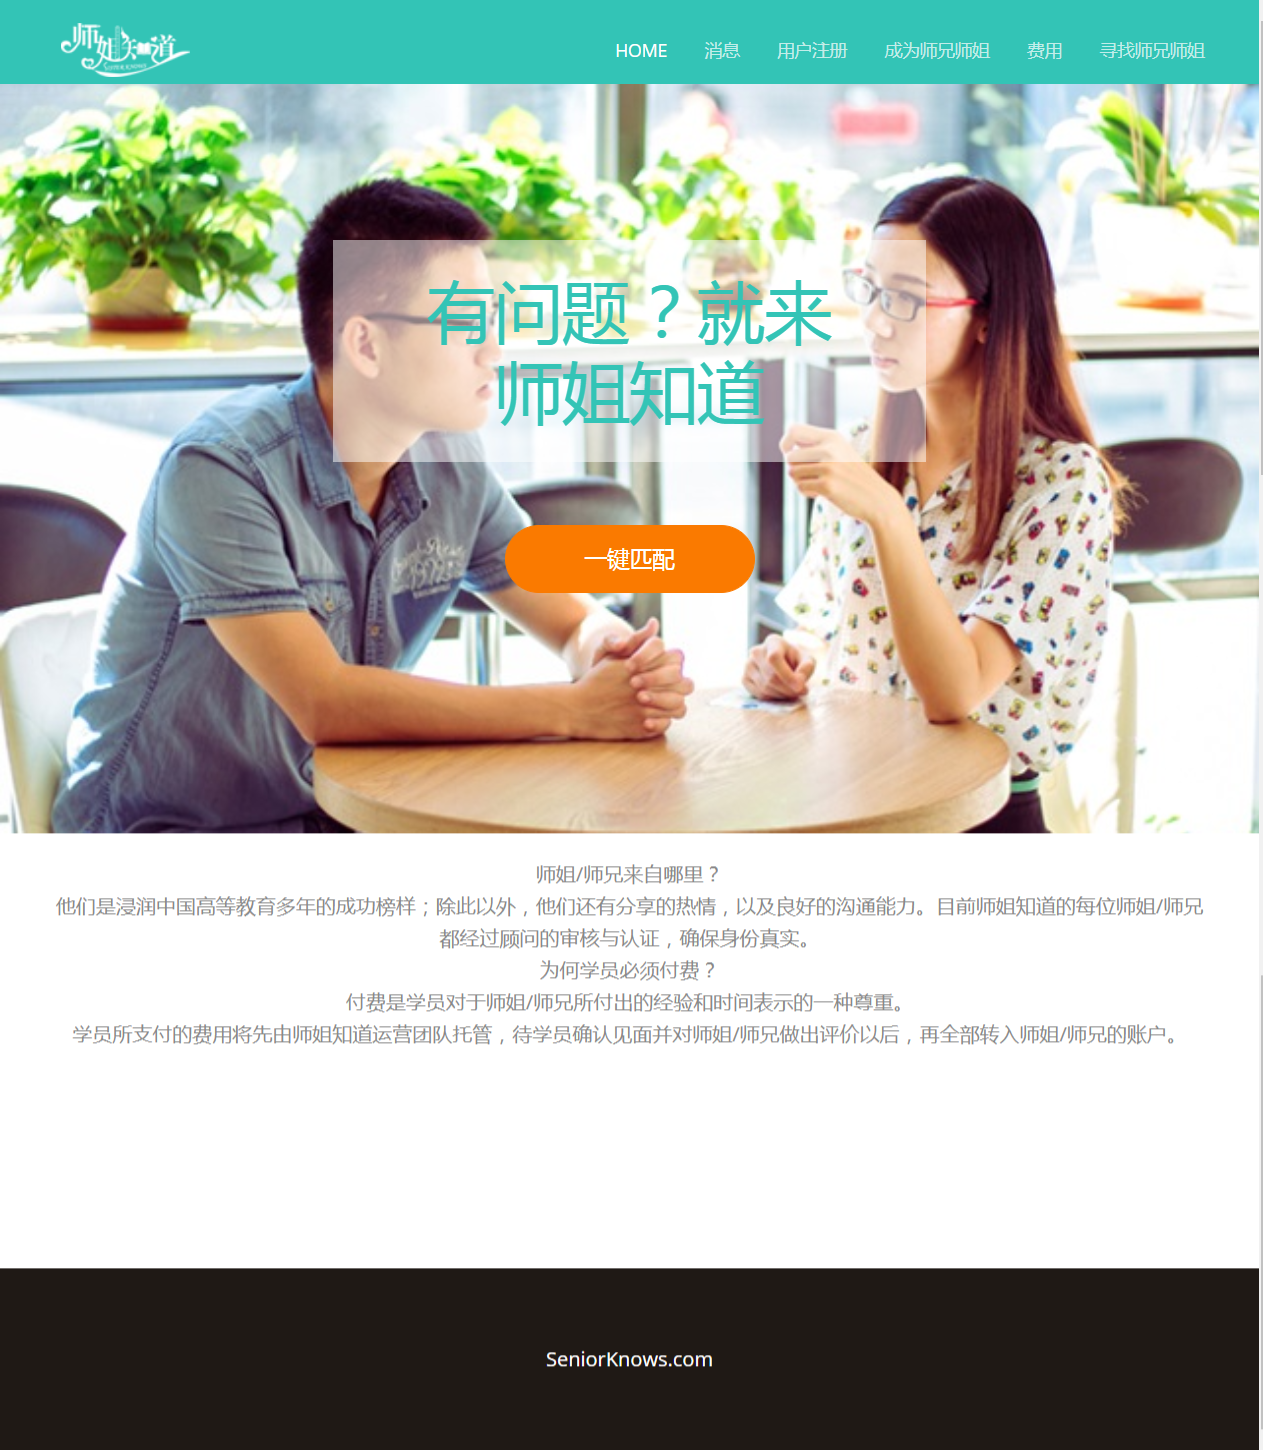 师姐知道
HOME 消息 用户注册 成为师兄师姐 费用 寻找师兄师姐
有问题？就来
师姐知道
一键匹配
师姐/师兄来自哪里？
他们是浸润中国高等教育多年的成功榜样；除此以外，他们还有分享的热情，以及良好的沟通能力。目前师姐知道的每位师姐/师兄
都经过顾问的审核与认证，确保身份真实。
为何学员必须付费？
付费是学员对于师姐/师兄所付出的经验和时间表示的一种尊重。
学员所支付的费用将先由师姐知道运营团队托管，待学员确认见面并对师姐/师兄做出评价以后，再全部转入师姐/师兄的账户。
SeniorKnows.com